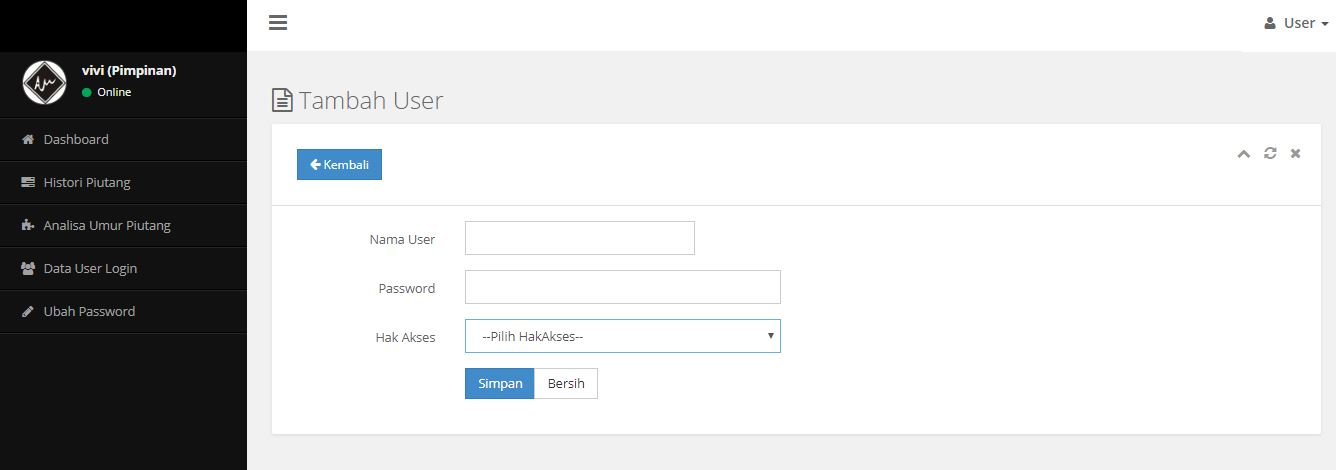 User
vivi (Pimpinan)
Online
Dashboard
Histori Piutang
Analisa Umur Piutang
Data User Login
Ubah Password
Tambah User
Kembali
Nama User
Password
Hak Akses
--Pilih HakAkses--
Simpan Bersih